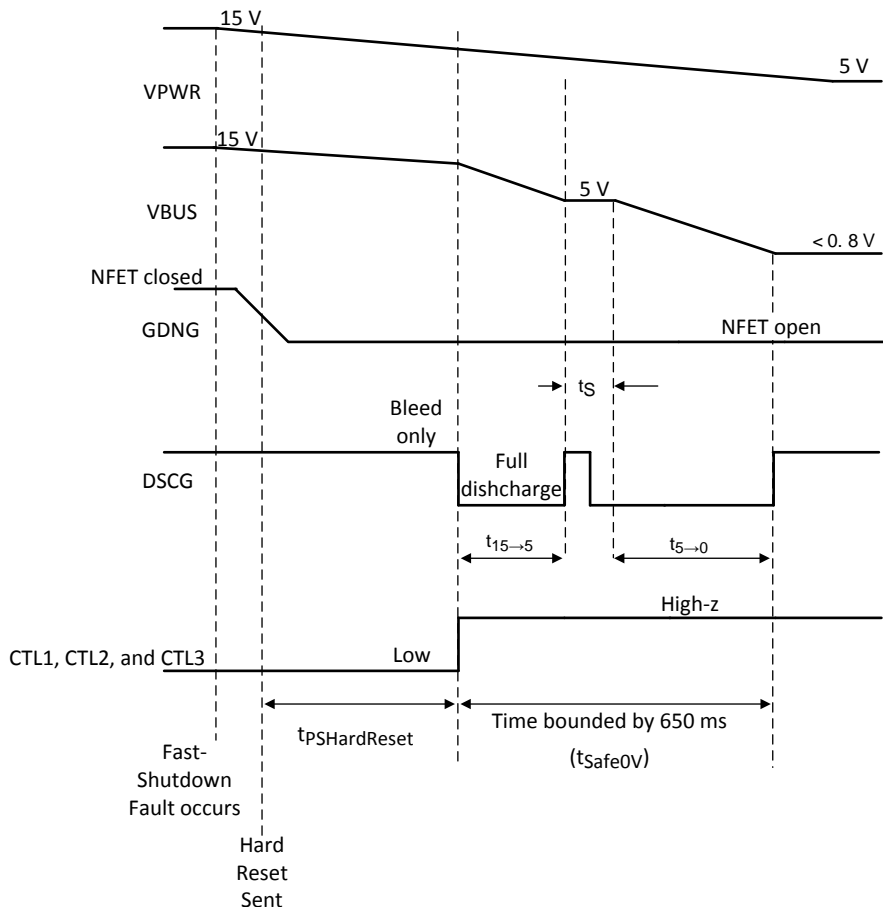 15 V
5 V
VPWR
15 V
5 V
VBUS
< 0. 8 V
NFET closed
GDNG
NFET open
tS
Bleed
only
DSCG
Full
dishcharge
t15→5
t5→0
High-z
CTL1, CTL2, and CTL3
Low
tPSHardReset
Time bounded by 650 ms
(tSafe0V)
Fast-
Shutdown
Fault occurs
Hard
Reset
Sent